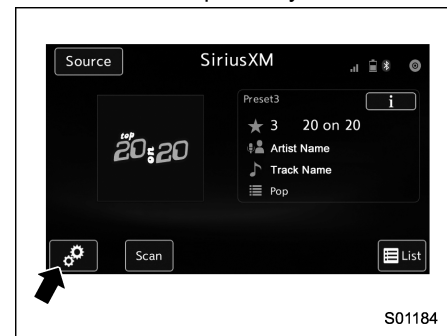 Source
SiriusXM
Preset3
i
3 20 on 20
Artist Name
Track Name
Pop
top
20 on 20
Scan
List
S01184